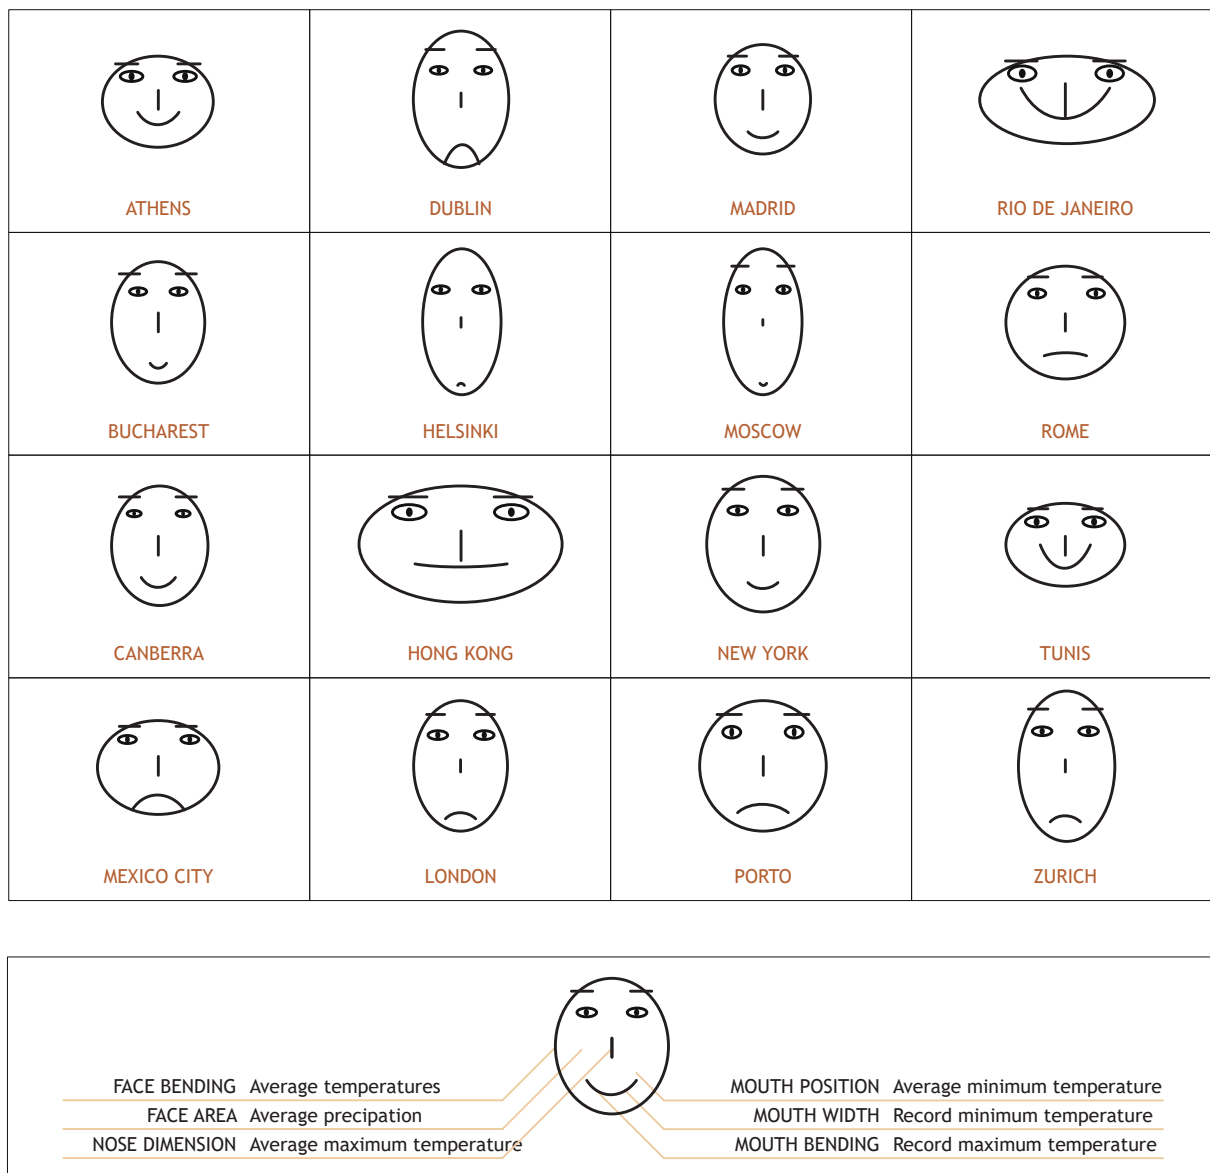 ATHENS
DUBLIN
MADRID
RIO DE JANEIRO
BUCHAREST
HELSINKI
MOSCOW
ROME
CANBERRA
HONG KONG
NEW YORK
TUNIS
MEXICO CITY
LONDON
PORTO
ZURICH
FACE BENDING Average temperatures
FACE AREA Average precipation
NOSE DIMENSION Average maximum temperature
MOUTH POSITION Average minimum temperature
MOUTH WIDTH Record minimum temperature
MOUTH BENDING Record maximum temperature